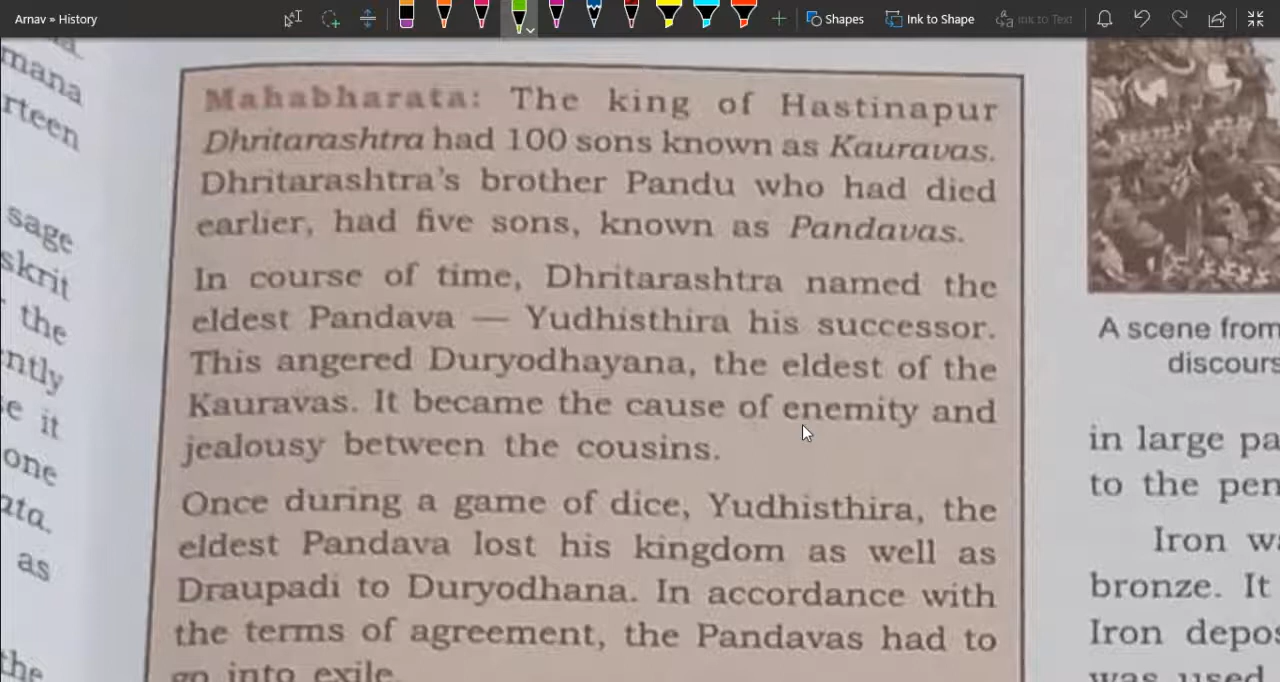 Arnav » History
Shapes
Ink to Shape
Ink to Text
mana
rteen
sage
skrit
the
ntly
e it
one
ata.
as
the
Mahabharata: The king of Hastinapur
Dhritarashtra had 100 sons known as Kauravas.
Dhritarashtra's brother Pandu who had died
earlier, had five sons, known as Pandavas.
In course of time, Dhritarashtra named the
eldest Pandava — Yudhisthira his successor.
This angered Duryodhayana, the eldest of the
Kauravas. It became the cause of enemity and
jealousy between the cousins.
Once during a game of dice, Yudhisthira, the
eldest Pandava lost his kingdom as well as
Draupadi to Duryodhana. In accordance with
the terms of agreement, the Pandavas had to
go into exile.
A scene from
discours
in large pa
to the pen
Iron wa
bronze. It
Iron depos
was used